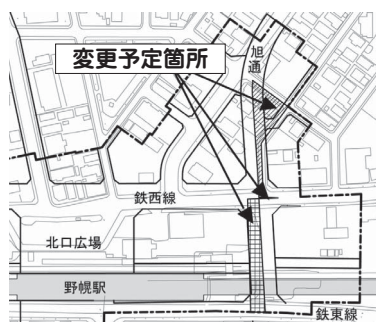 変更予定箇所
旭通
鉄西線
北口広場
野幌駅
鉄東線